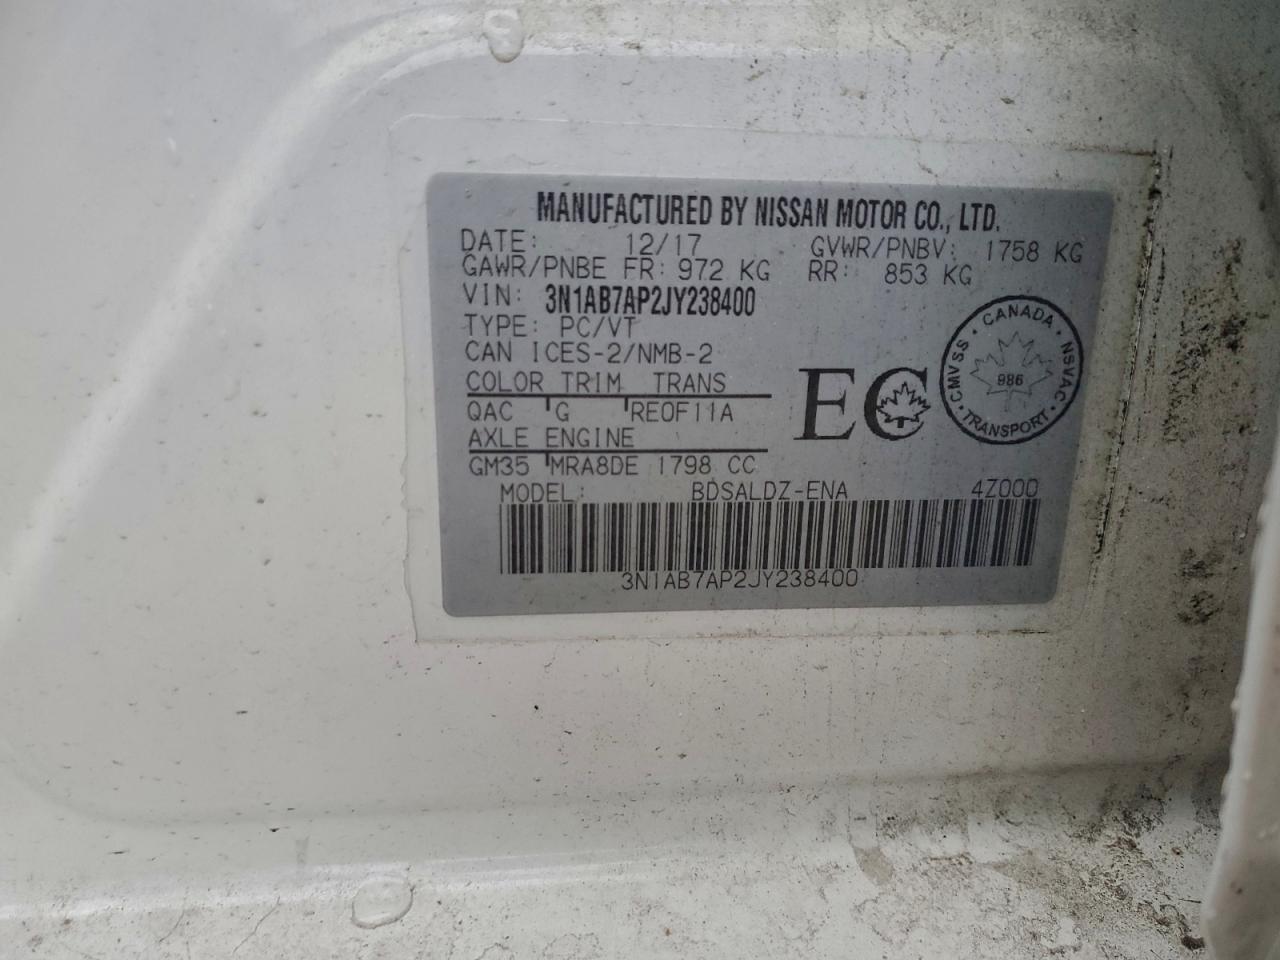 MANUFACTURED BY NISSAN MOTOR CO., LTD.
DATE: 12/17 GVWR/PNBV: 1758 KG
GAWR/PNBE FR: 972 KG RR: 853 KG
VIN: 3N1AB7AP2JY238400
TYPE: PC/VT
CAN ICES-2/NMB-2
COLOR TRIM TRANS
QAC G RE0F11A
AXLE ENGINE
GM35 MRA8DE 1798 CC
EC
CANADA
CMVSS · NSVAC
986
TRANSPORT
MODEL: BDSALDZ-ENA 4Z000
3N1AB7AP2JY238400